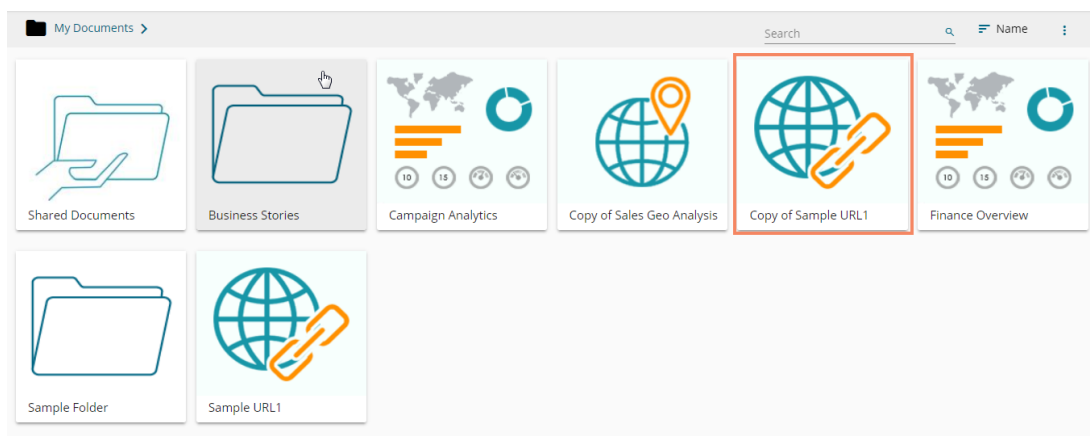 My Documents
Search
Name
10 15
10 15
Shared Documents
Business Stories
Campaign Analytics
Copy of Sales Geo Analysis
Copy of Sample URL1
Finance Overview
Sample Folder
Sample URL1